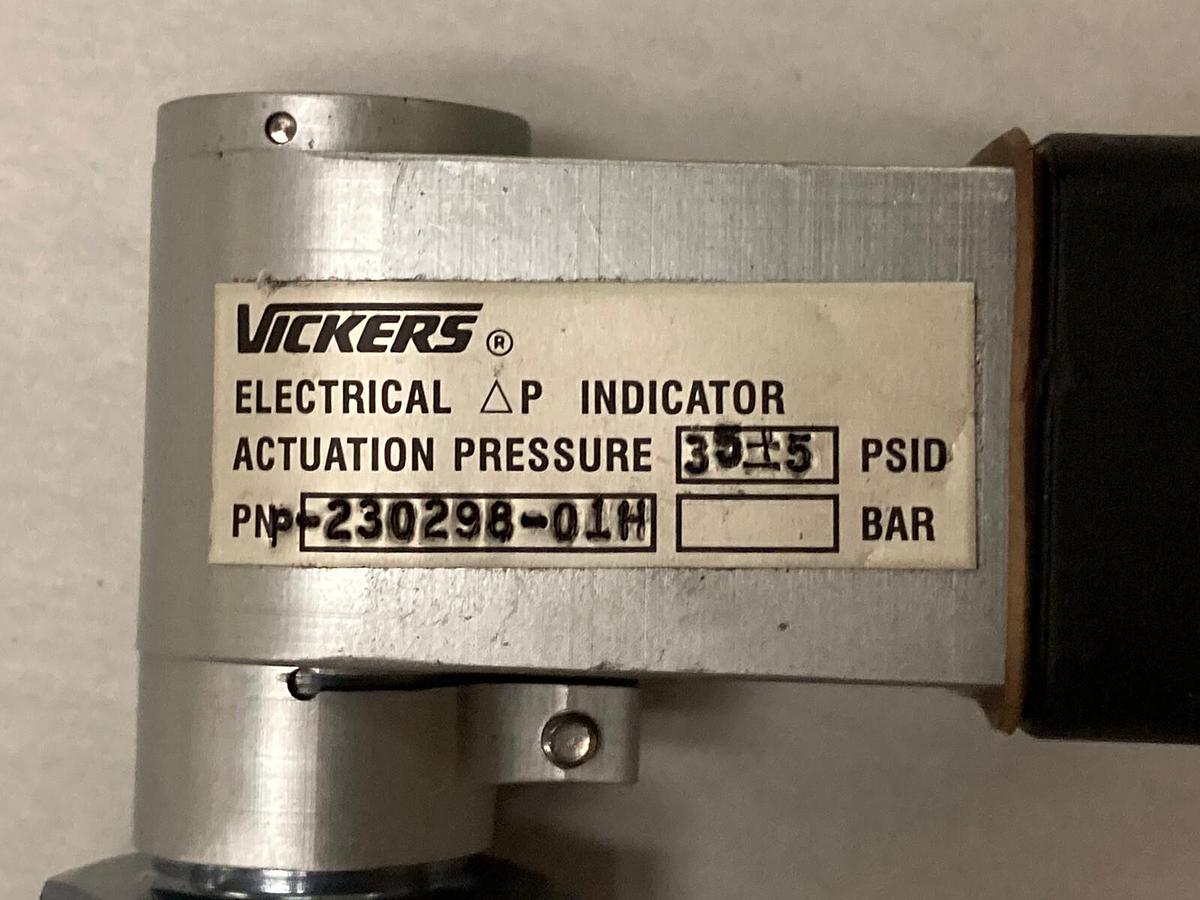 VICKERS ®
ELECTRICAL △P INDICATOR
ACTUATION PRESSURE 35±5 PSID
PN P-230298-01H BAR